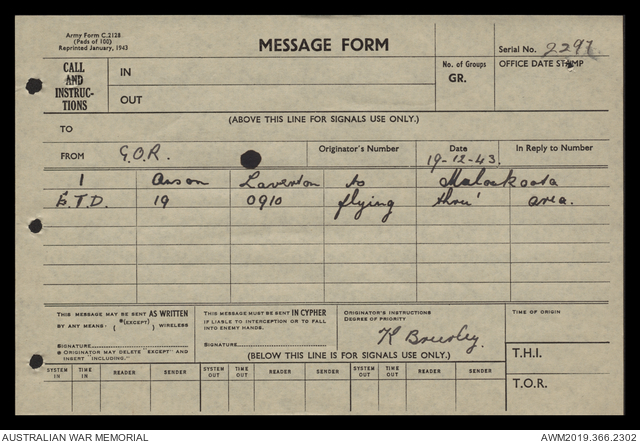 Army Form C.2128.
(Pads of 100)
Reprinted January, 1943
MESSAGE FORM
Serial No. 2297
CALL AND INSTRUC-TIONS
IN
OUT
No. of Groups
GR.
OFFICE DATE STAMP
(ABOVE THIS LINE FOR SIGNALS USE ONLY.)
TO
FROM G.O.R.
Originator's Number
Date
19-12-43.
In Reply to Number
1 Anson Laverton to Malookoota
E.T.D. 19 0910 flying thru' area.
THIS MESSAGE MAY BE SENT AS WRITTEN
BY ANY MEANS. *(EXCEPT) WIRELESS
SIGNATURE
* ORIGINATOR MAY DELETE "EXCEPT" AND
INSERT "INCLUDING."
THIS MESSAGE MUST BE SENT IN CYPHER
IF LIABLE TO INTERCEPTION OR TO FALL
INTO ENEMY HANDS.
SIGNATURE
ORIGINATOR'S INSTRUCTIONS
DEGREE OF PRIORITY
K
TIME OF ORIGIN
(BELOW THIS LINE IS FOR SIGNALS USE ONLY.)
T.H.I.
T.O.R.
SYSTEM IN TIME IN READER SENDER SYSTEM OUT TIME OUT READER SENDER SYSTEM OUT TIME OUT READER SENDER
AUSTRALIAN WAR MEMORIAL
AWM2019.366.2302